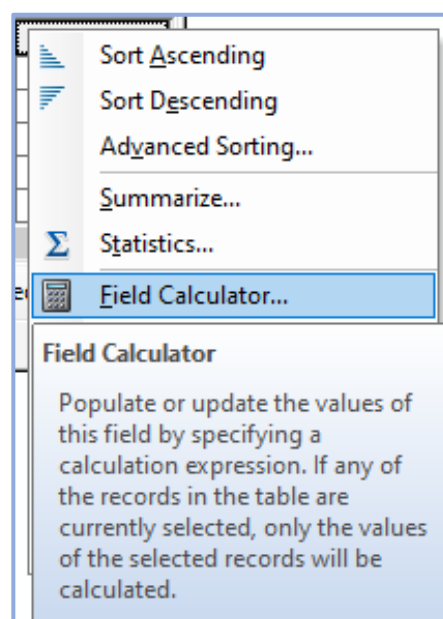 Sort Ascending
Sort Descending
Advanced Sorting...
Summarize...
Σ Statistics...
Field Calculator...
Field Calculator
Populate or update the values of
this field by specifying a
calculation expression. If any of
the records in the table are
currently selected, only the values
of the selected records will be
calculated.